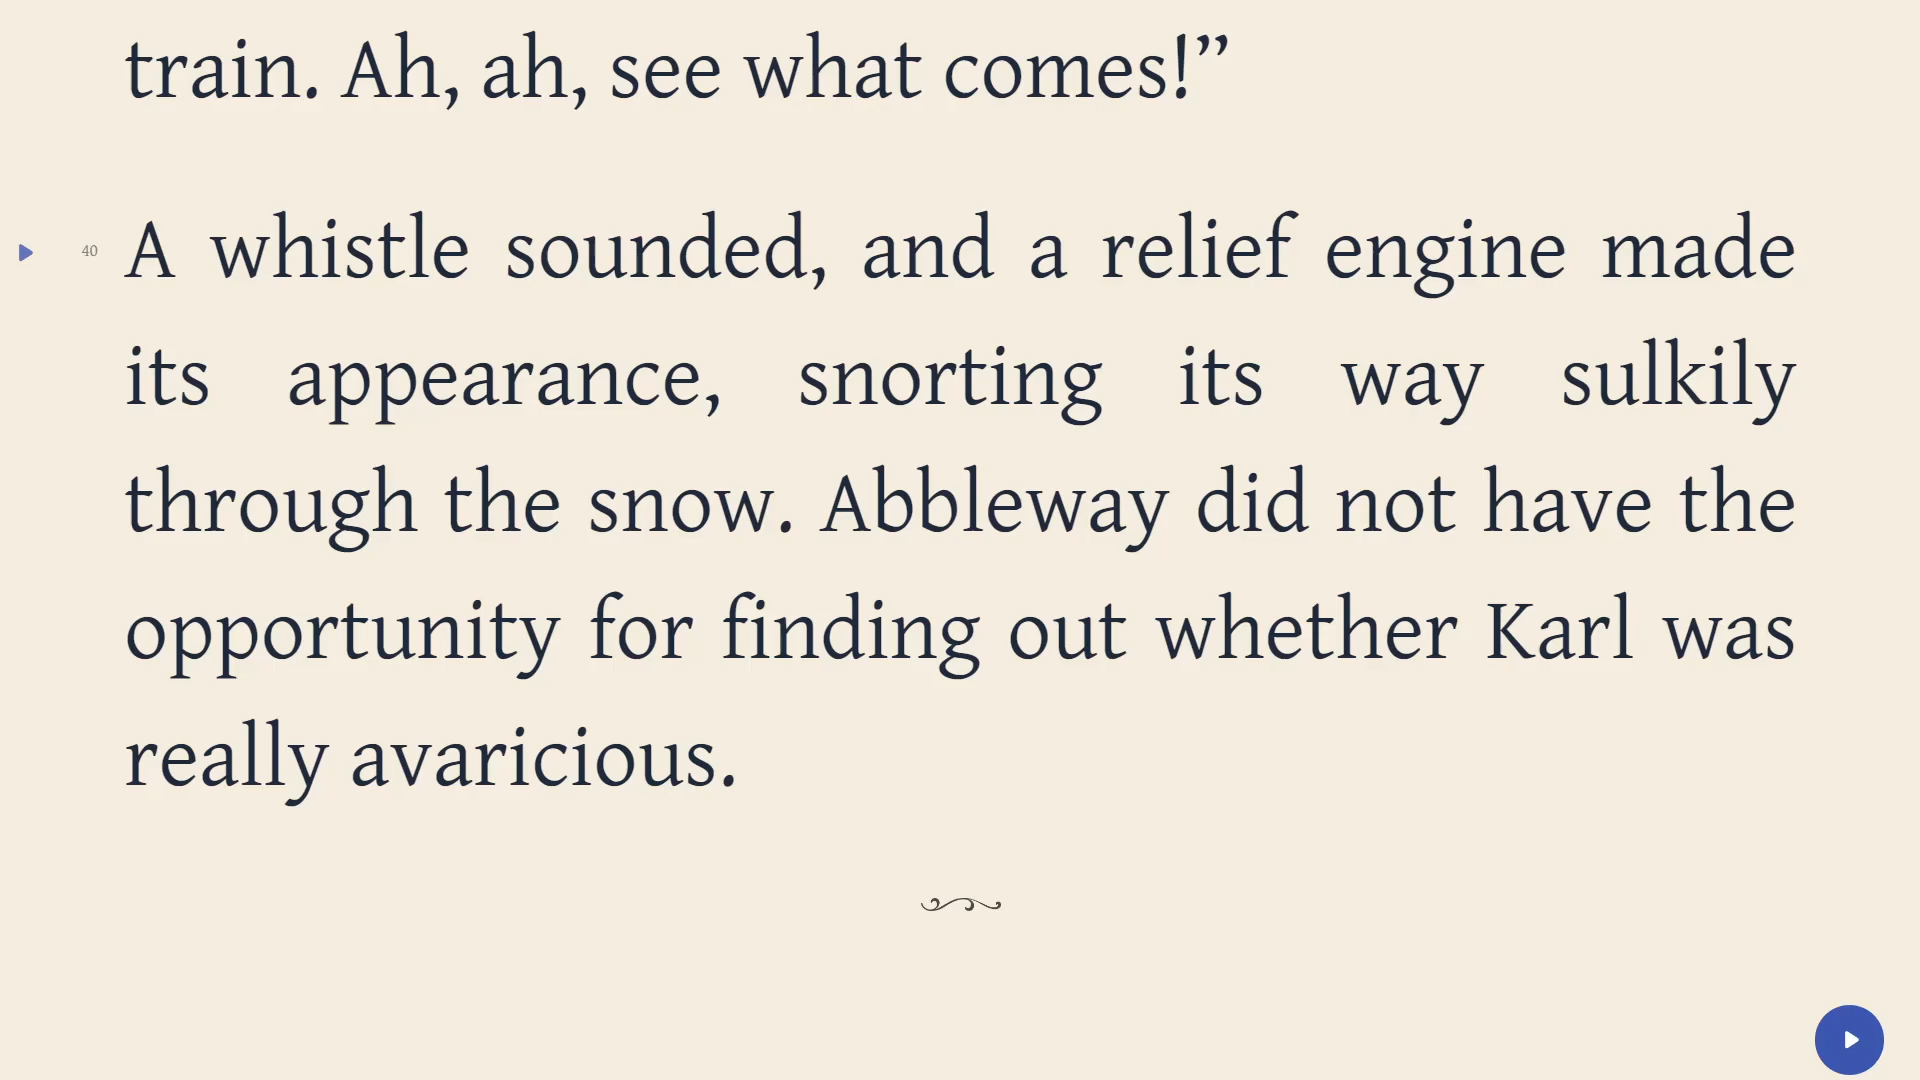 train. Ah, ah, see what comes!”
40 A whistle sounded, and a relief engine made
its appearance, snorting its way sulkily
through the snow. Abbleway did not have the
opportunity for finding out whether Karl was
really avaricious.